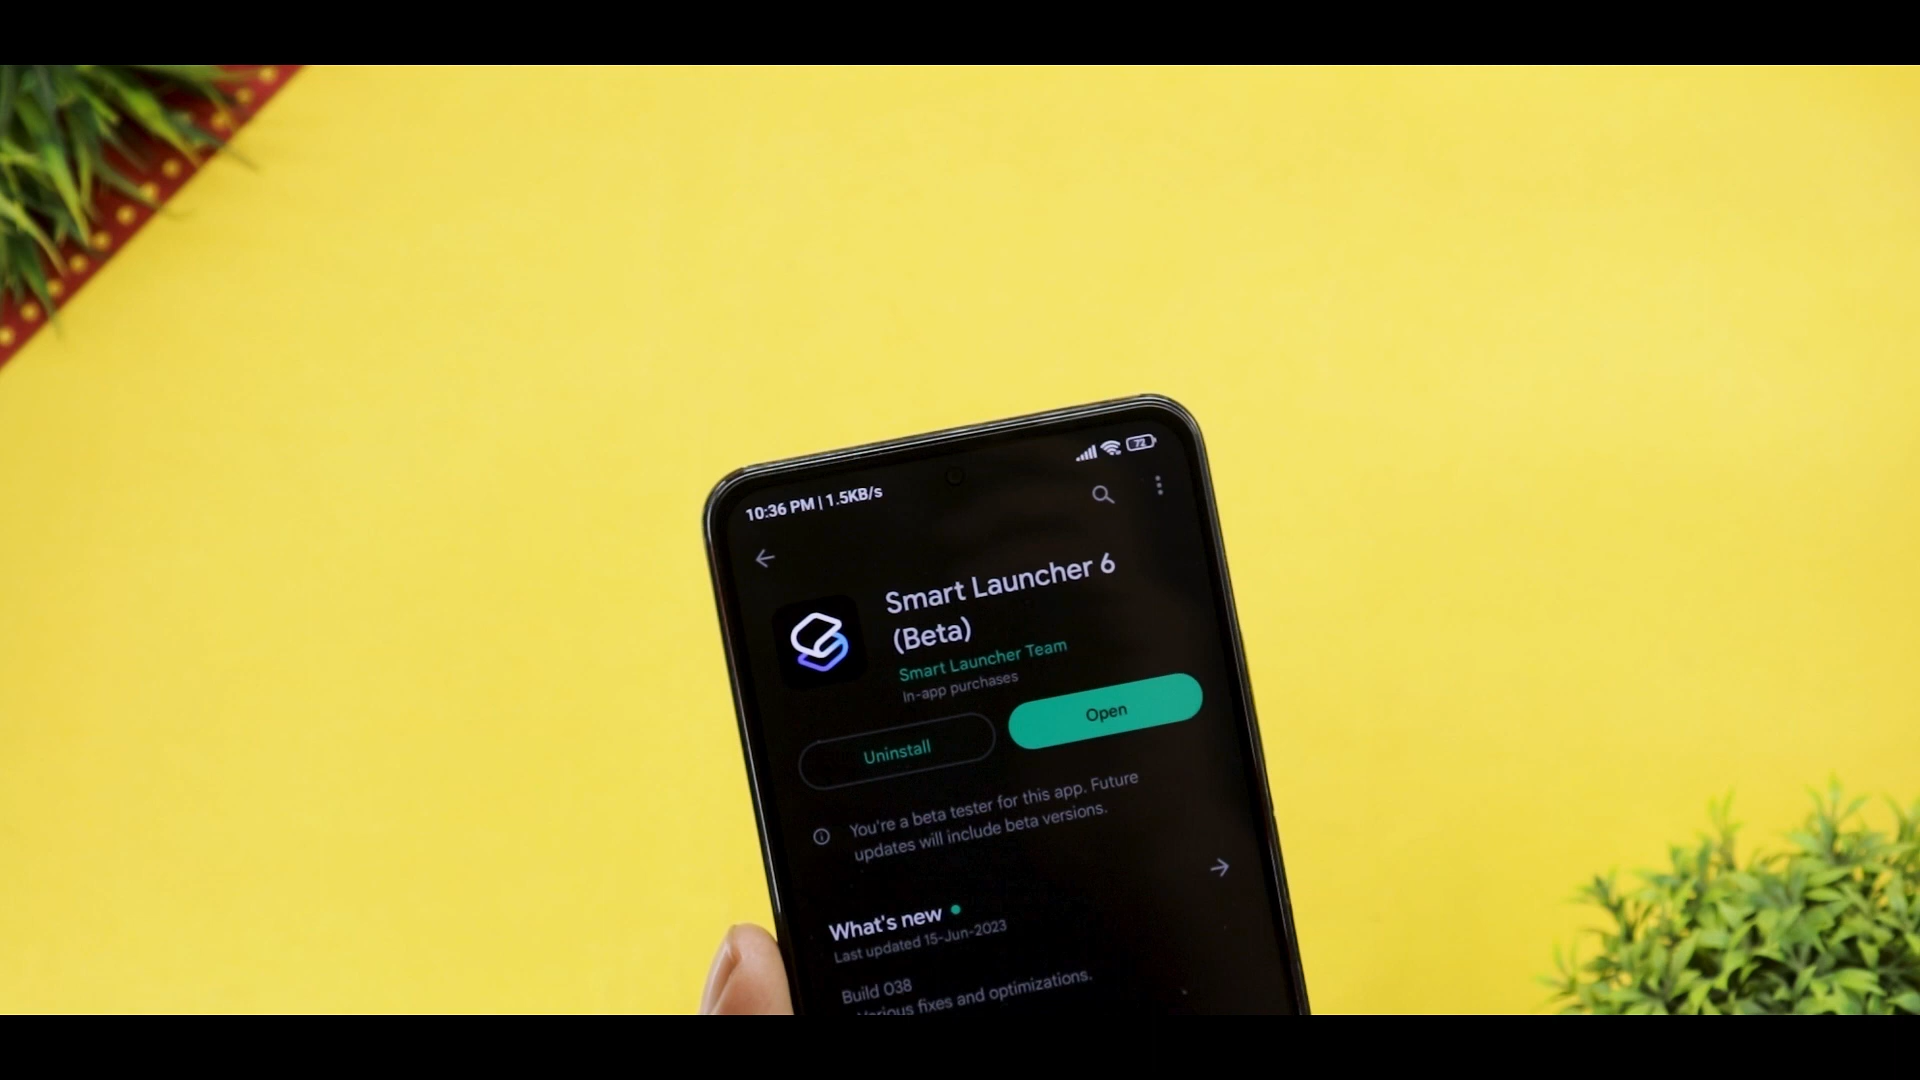 10:36 PM | 1.5KB/s
72
Smart Launcher 6
(Beta)
Smart Launcher Team
In-app purchases
Uninstall
Open
You're a beta tester for this app. Future
updates will include beta versions.
What's new
Last updated 15-Jun-2023
Build 038
Various fixes and optimizations.